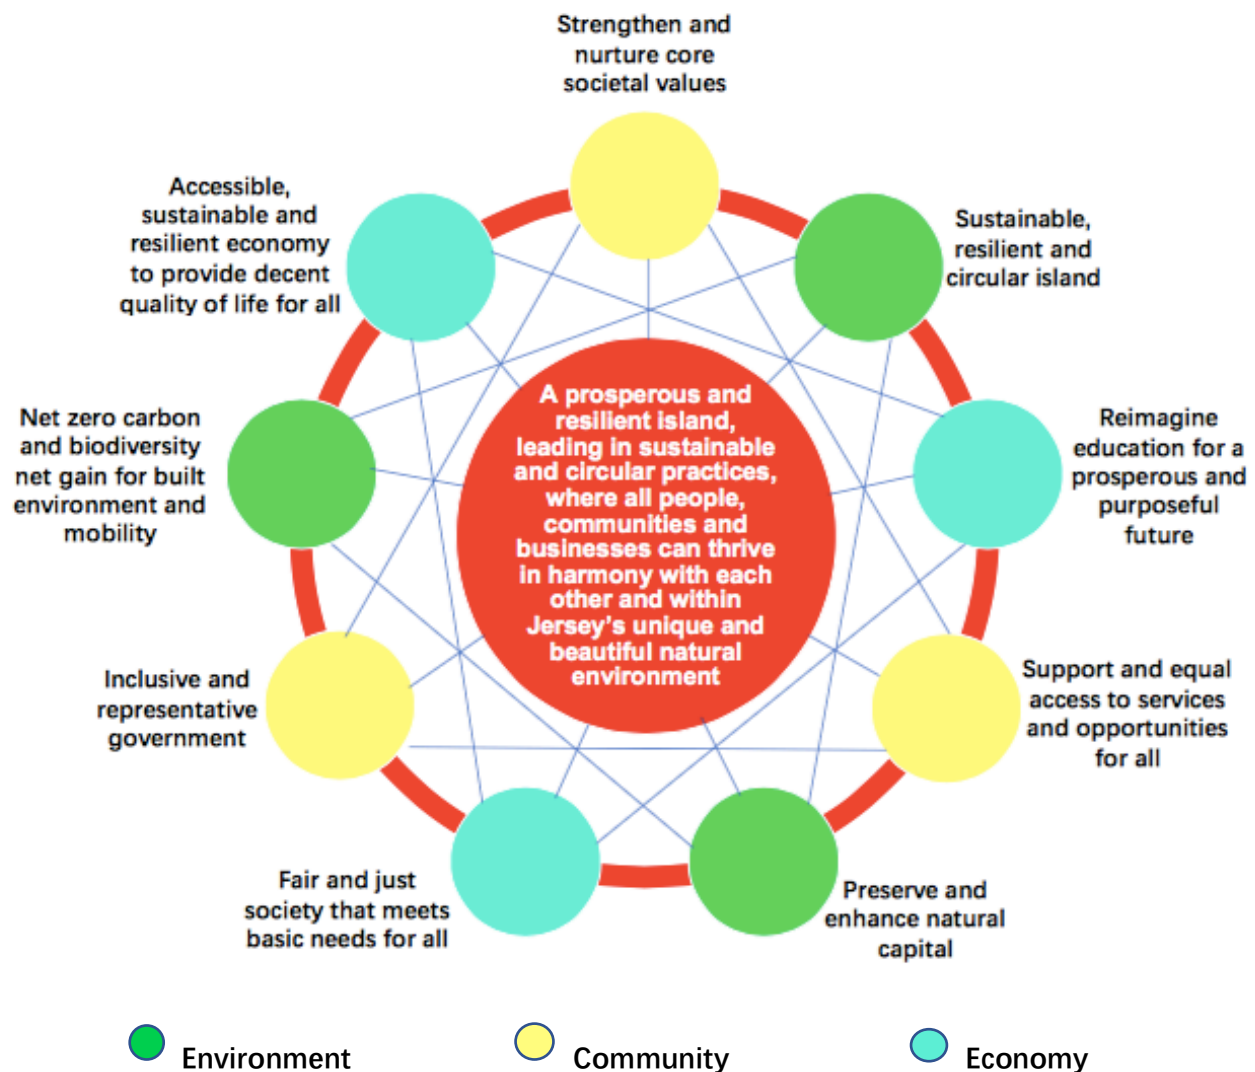 Strengthen and
nurture core
societal values
Accessible,
sustainable and
resilient economy
to provide decent
quality of life for all
Sustainable,
resilient and
circular island
Net zero carbon
and biodiversity
net gain for built
environment and
mobility
A prosperous and
resilient island,
leading in sustainable
and circular practices,
where all people,
communities and
businesses can thrive
in harmony with each
other and within
Jersey's unique and
beautiful natural
environment
Reimagine
education for a
prosperous and
purposeful
future
Inclusive and
representative
government
Support and equal
access to services
and opportunities
for all
Fair and just
society that meets
basic needs for all
Preserve and
enhance natural
capital
Environment
Community
Economy